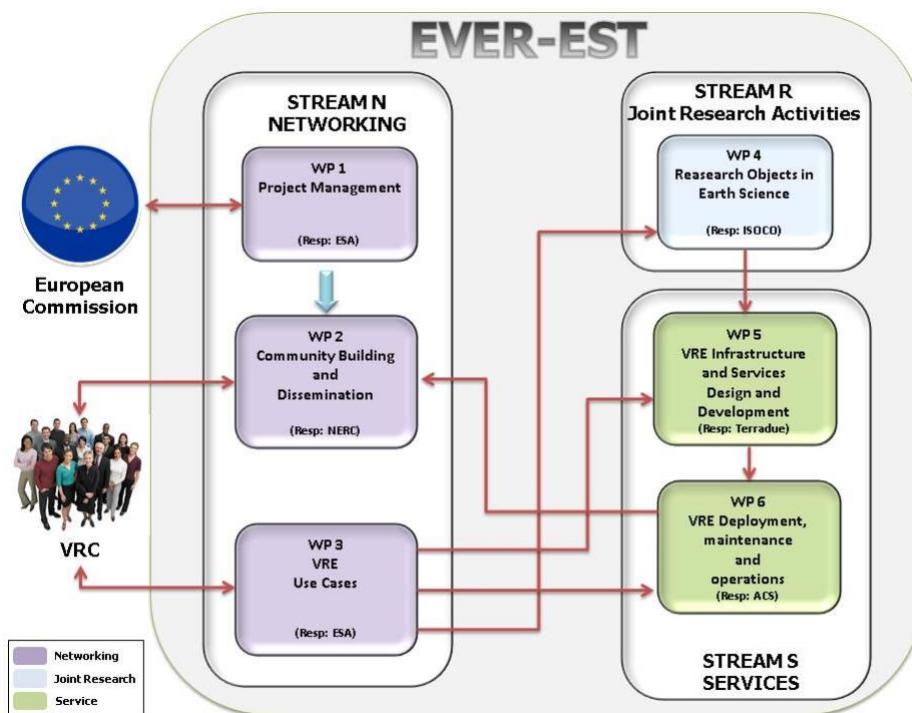 EVER-EST
STREAM N
NETWORKING
WP 1
Project Management
(Resp: ESA)
WP 2
Community Building
and
Dissemination
(Resp: NERC)
WP 3
VRE
Use Cases
(Resp: ESA)
STREAM R
Joint Research Activities
WP 4
Reasearch Objects in
Earth Science
(Resp: ISOCO)
WP 5
VRE Infrastructure
and Services
Design and
Development
(Resp: Terradue)
WP 6
VRE Deployment,
maintenance
and
operations
(Resp: ACS)
STREAM S
SERVICES
European
Commission
VRC
Networking
Joint Research
Service